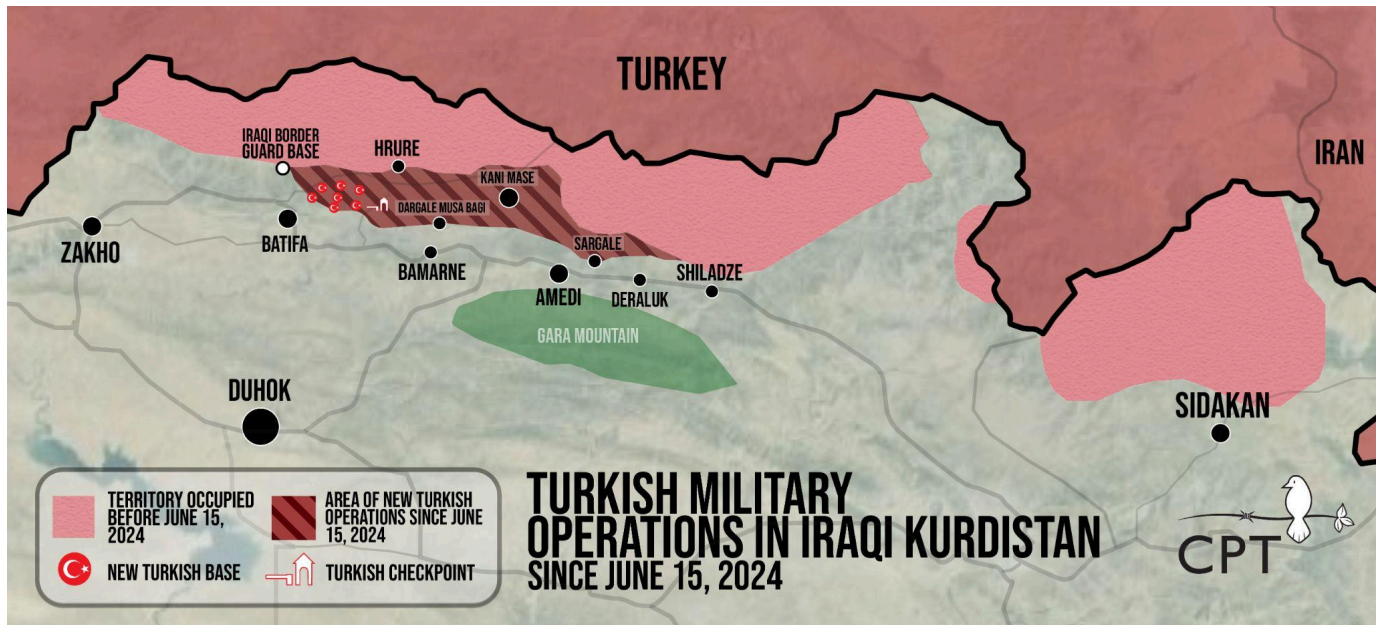 TURKEY
IRAN
IRAQI BORDER
GUARD BASE
HRURE
KANI MASE
DARGALE MUSA BAGI
ZAKHO
BATIFA
BAMARNE
SARGALE
AMEDI
DERALUK
SHILADZE
GARA MOUNTAIN
DUHOK
SIDAKAN
TERRITORY OCCUPIED
BEFORE JUNE 15,
2024
AREA OF NEW TURKISH
OPERATIONS SINCE JUNE
15, 2024
NEW TURKISH BASE
TURKISH CHECKPOINT
TURKISH MILITARY
OPERATIONS IN IRAQI KURDISTAN
SINCE JUNE 15, 2024
CPT